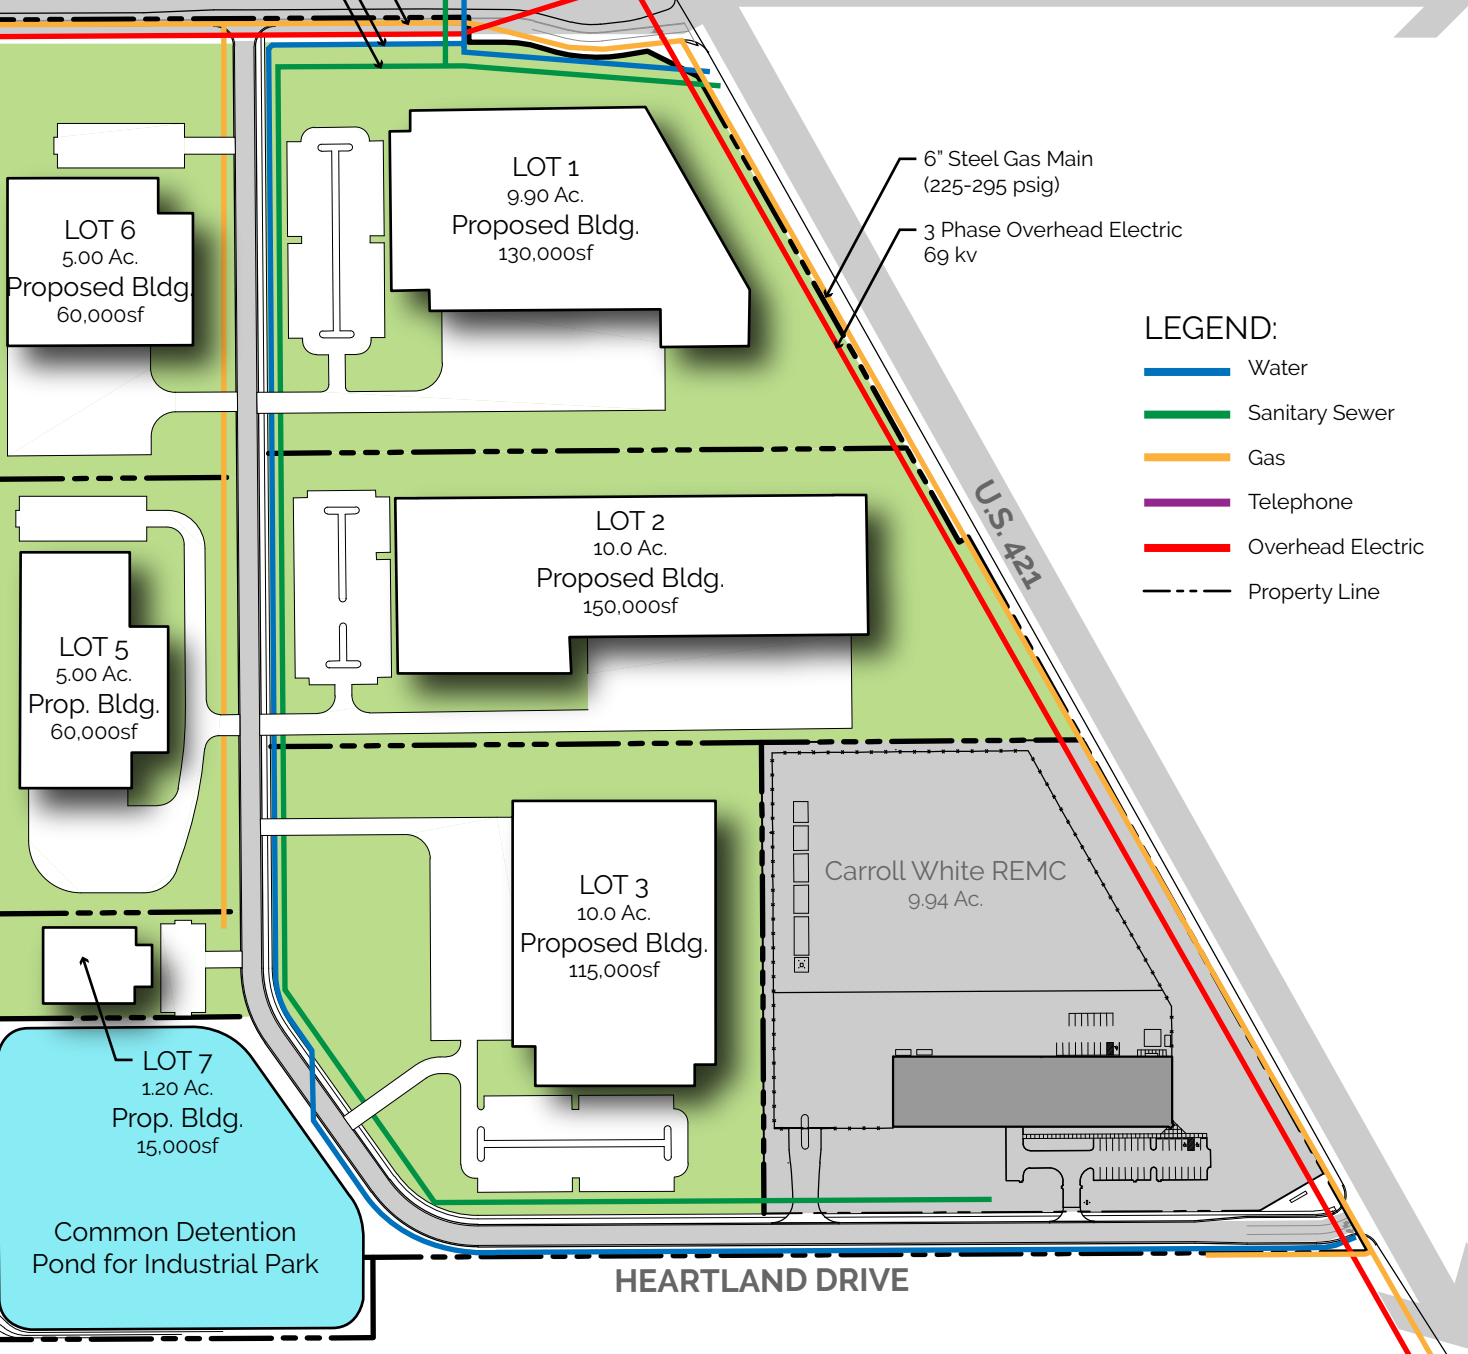 LOT 1
9.90 Ac.
Proposed Bldg.
130,000sf
6" Steel Gas Main
(225-295 psig)
3 Phase Overhead Electric
69 kv
LOT 6
5.00 Ac.
Proposed Bldg.
60,000sf
LEGEND:
Water
Sanitary Sewer
Gas
Telephone
Overhead Electric
Property Line
U.S. 421
LOT 2
10.0 Ac.
Proposed Bldg.
150,000sf
LOT 5
5.00 Ac.
Prop. Bldg.
60,000sf
LOT 3
10.0 Ac.
Proposed Bldg.
115,000sf
Carroll White REMC
9.94 Ac.
LOT 7
1.20 Ac.
Prop. Bldg.
15,000sf
Common Detention
Pond for Industrial Park
HEARTLAND DRIVE